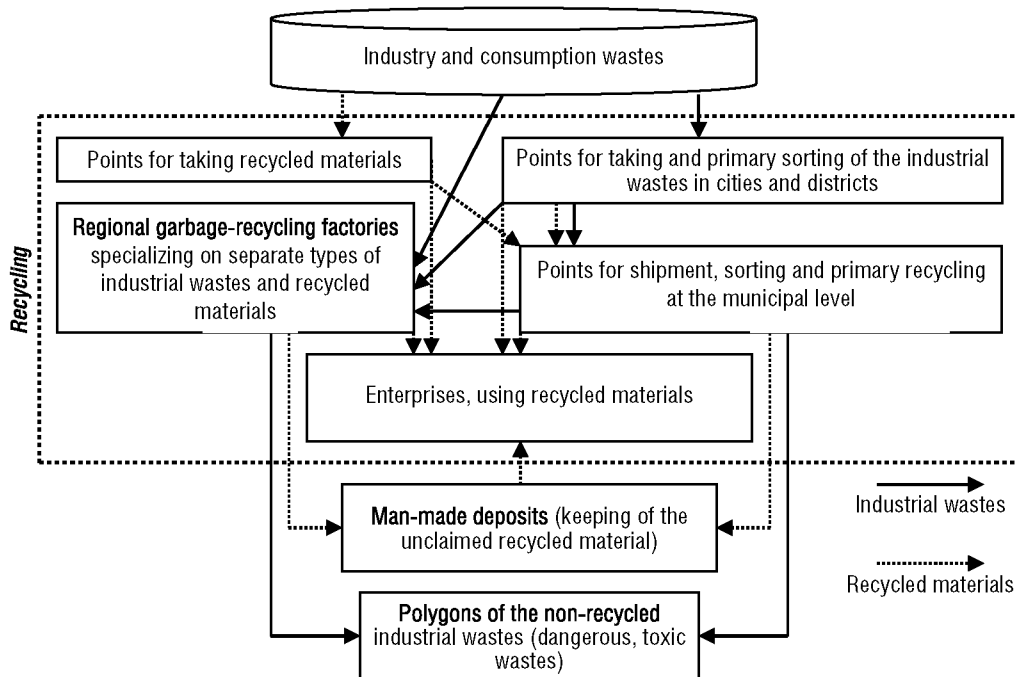 Industry and consumption wastes
Points for taking recycled materials
Points for taking and primary sorting of the industrial
wastes in cities and districts
Regional garbage-recycling factories
specializing on separate types of
industrial wastes and recycled
materials
Points for shipment, sorting and primary recycling
at the municipal level
Recycling
Enterprises, using recycled materials
Man-made deposits (keeping of the
unclaimed recycled material)
Industrial wastes
Recycled materials
Polygons of the non-recycled
industrial wastes (dangerous, toxic
wastes)